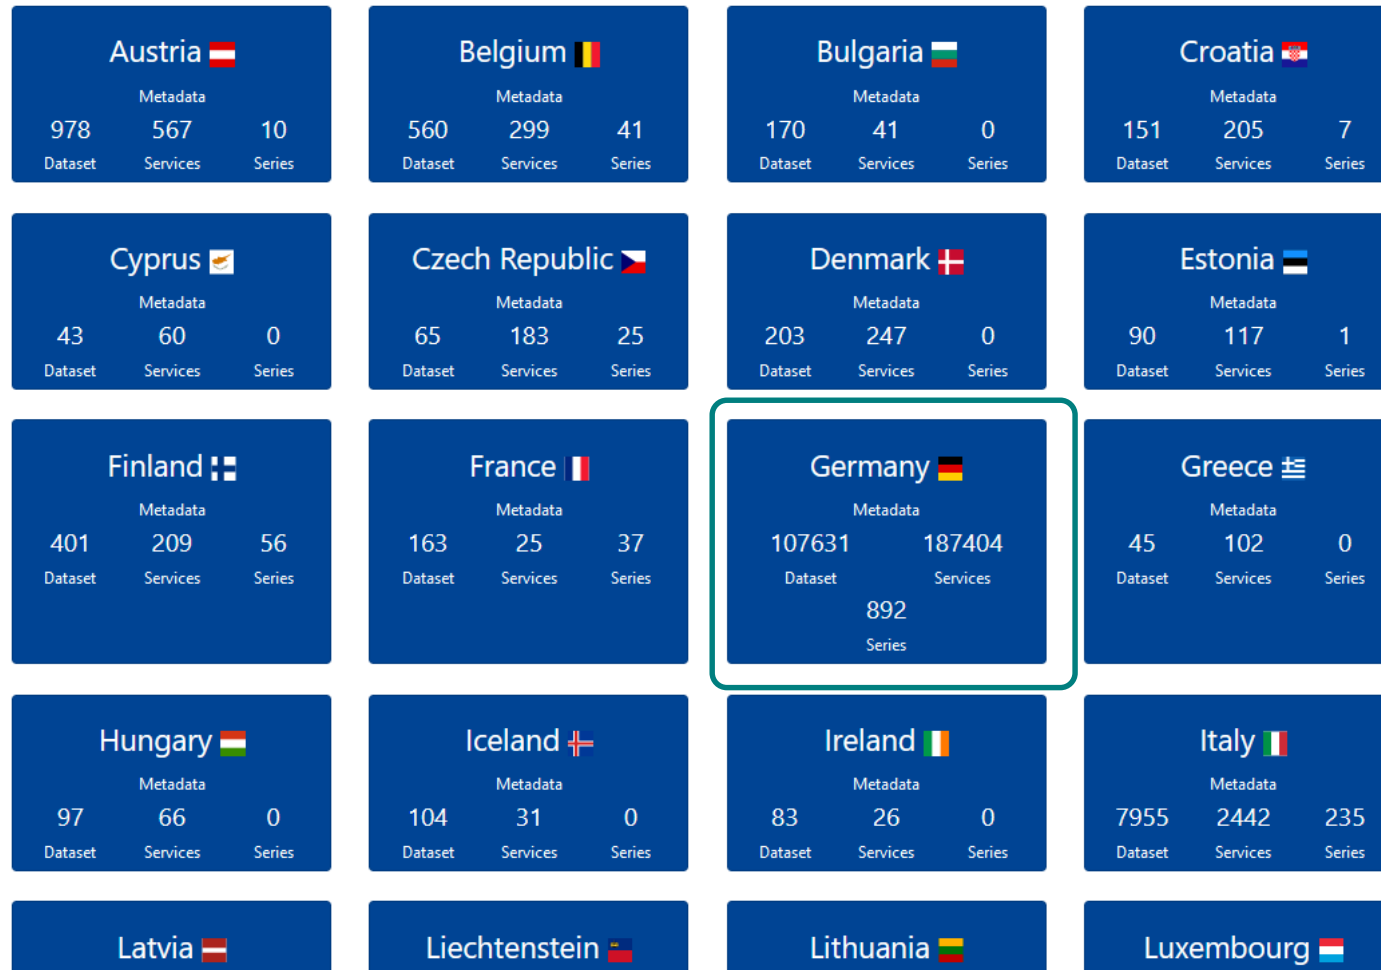 Austria
Metadata
978 567 10
Dataset Services Series
Belgium
Metadata
560 299 41
Dataset Services Series
Bulgaria
Metadata
170 41 0
Dataset Services Series
Croatia
Metadata
151 205 7
Dataset Services Series
Cyprus
Metadata
43 60 0
Dataset Services Series
Czech Republic
Metadata
65 183 25
Dataset Services Series
Denmark
Metadata
203 247 0
Dataset Services Series
Estonia
Metadata
90 117 1
Dataset Services Series
Finland
Metadata
401 209 56
Dataset Services Series
France
Metadata
163 25 37
Dataset Services Series
Germany
Metadata
107631 187404
Dataset Services
892
Series
Greece
Metadata
45 102 0
Dataset Services Series
Hungary
Metadata
97 66 0
Dataset Services Series
Iceland
Metadata
104 31 0
Dataset Services Series
Ireland
Metadata
83 26 0
Dataset Services Series
Italy
Metadata
7955 2442 235
Dataset Services Series
Latvia
Liechtenstein
Lithuania
Luxembourg